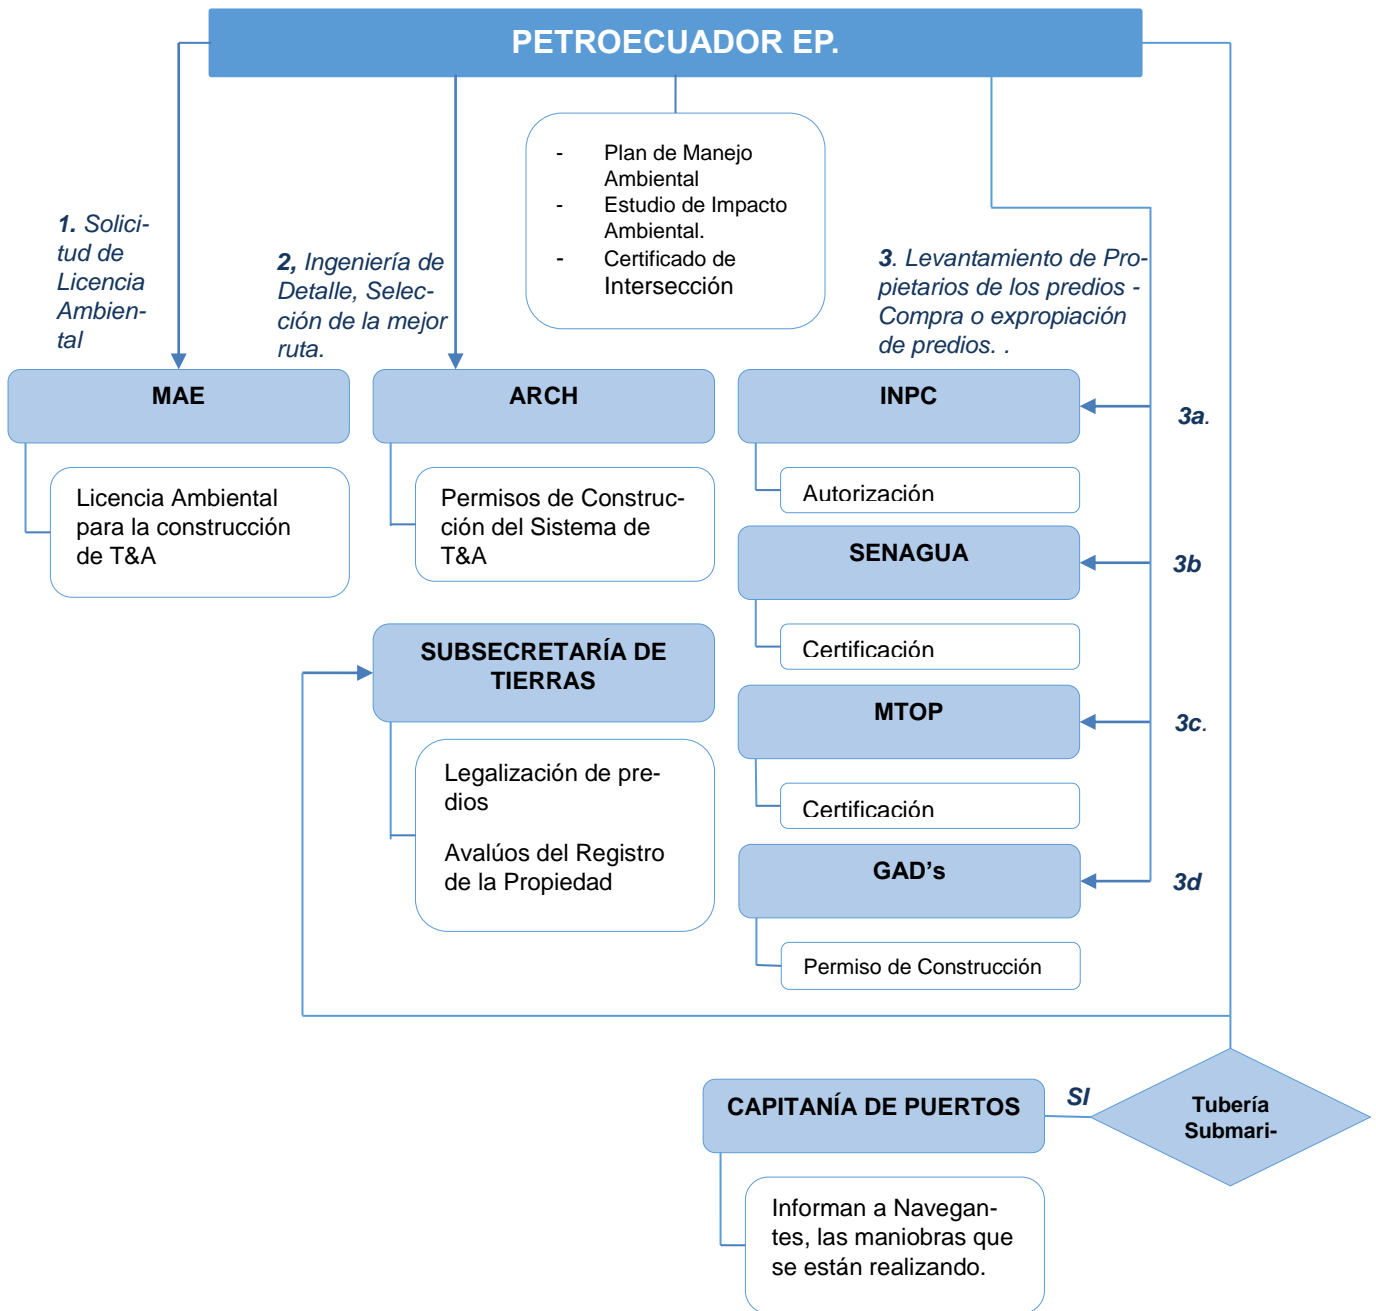 PETROECUADOR EP.
- Plan de Manejo
Ambiental
- Estudio de Impacto
Ambiental.
- Certificado de
Intersección
1. Solici-
tud de
Licencia
Ambien-
tal
2, Ingeniería de
Detalle, Selec-
ción de la mejor
ruta.
3. Levantamiento de Pro-
pietarios de los predios -
Compra o expropiación
de predios. .
MAE
Licencia Ambiental
para la construcción
de T&A
ARCH
Permisos de Construc-
ción del Sistema de
T&A
INPC
3a.
Autorización
SENAGUA
3b
Certificación
SUBSECRETARÍA DE
TIERRAS
Legalización de pre-
dios
Avalúos del Registro
de la Propiedad
MTOP
3c.
Certificación
GAD's
3d
Permiso de Construcción
CAPITANÍA DE PUERTOS
SI
Tubería
Submari-
Informan a Navegan-
tes, las maniobras que
se están realizando.